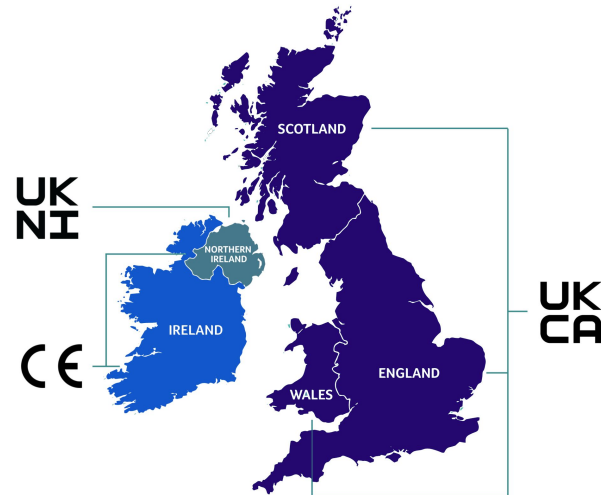 SCOTLAND
UK
NI
NORTHERN
IRELAND
IRELAND
UK
CA
CE
ENGLAND
WALES